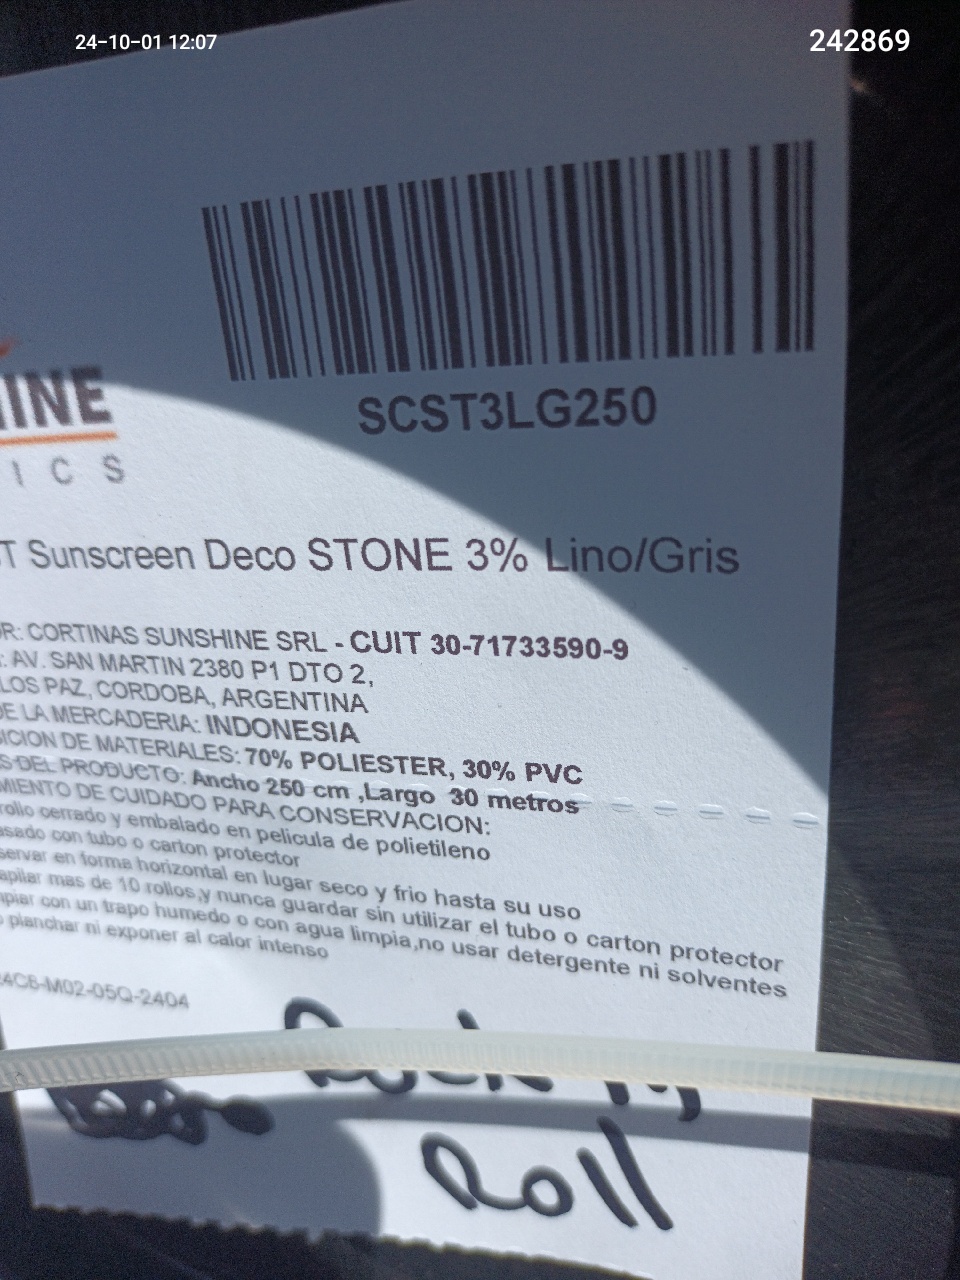 24-10-01 12:07
242869
SCST3LG250
INE
I C S
T Sunscreen Deco STONE 3% Lino/Gris
R: CORTINAS SUNSHINE SRL - CUIT 30-71733590-9
: AV. SAN MARTIN 2380 P1 DTO 2,
LOS PAZ, CORDOBA, ARGENTINA
DE LA MERCADERIA: INDONESIA
ICION DE MATERIALES: 70% POLIESTER, 30% PVC
S DEL PRODUCTO: Ancho 250 cm ,Largo 30 metros
MIENTO DE CUIDADO PARA CONSERVACION:
rollo cerrado y embalado en pelicula de polietileno
asado con tubo o carton protector
servar en forma horizontal en lugar seco y frio hasta su uso
apilar mas de 10 rollos,y nunca guardar sin utilizar el tubo o carton protector
piar con un trapo humedo o con agua limpia,no usar detergente ni solventes
planchar ni exponer al calor intenso
4CB-M02-05Q-2404
Roll